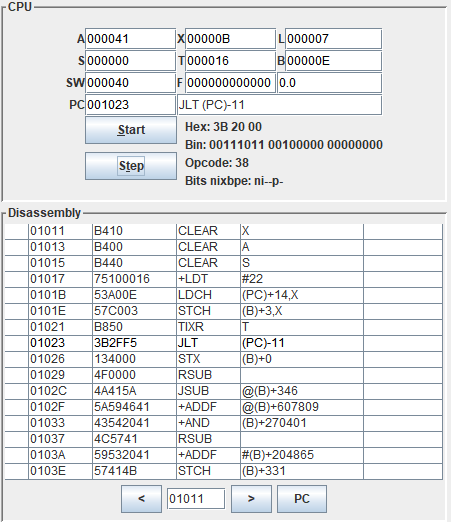 CPU
A 000041 X 00000B L 000007
S 000000 T 000016 B 00000E
SW 000040 F 000000000000 0.0
PC 001023 JLT (PC)-11
Start Hex: 3B 20 00
Bin: 00111011 00100000 00000000
Step Opcode: 38
Bits nixbpe: ni--p-
Disassembly
01011 B410 CLEAR X
01013 B400 CLEAR A
01015 B440 CLEAR S
01017 75100016 +LDT #22
0101B 53A00E LDCH (PC)+14,X
0101E 57C003 STCH (B)+3,X
01021 B850 TIXR T
01023 3B2FF5 JLT (PC)-11
01026 134000 STX (B)+0
01029 4F0000 RSUB
0102C 4A415A JSUB @(B)+346
0102F 5A594641 +ADDF @(B)+607809
01033 43542041 +AND (B)+270401
01037 4C5741 RSUB
0103A 59532041 +ADDF #(B)+204865
0103E 57414B STCH (B)+331
< 01011 > PC